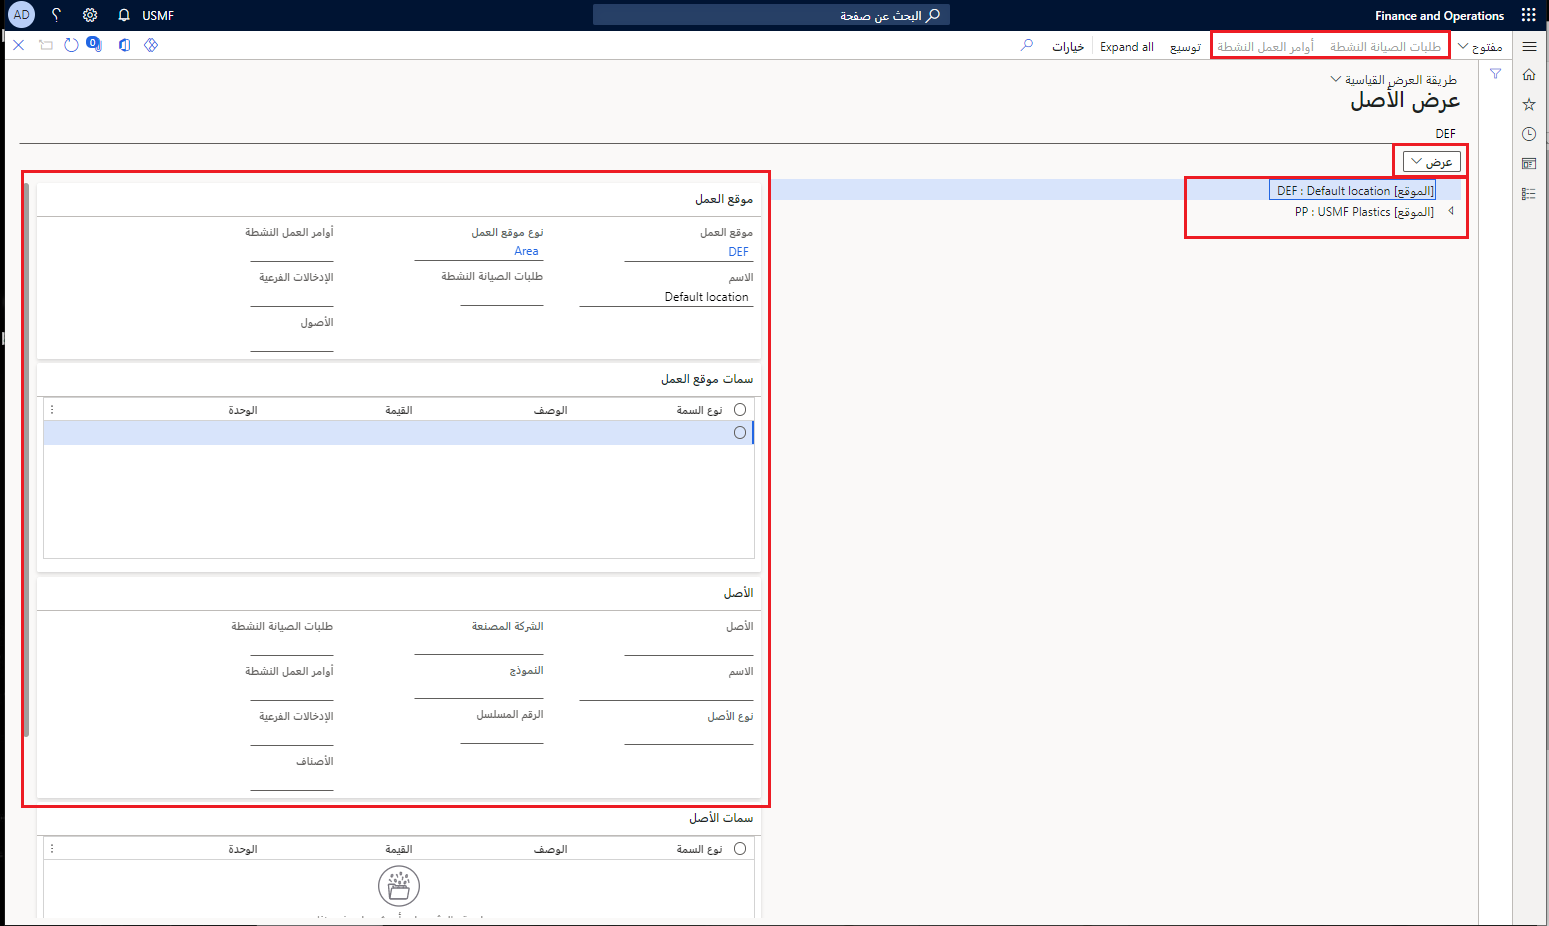 Finance and Operations
البحث عن صفحة
USMF
AD
مفتوح
طلبات الصيانة النشطة
أوامر العمل النشطة
توسيع
Expand all
خيارات
0
طريقة العرض القياسية
عرض الأصل
DEF
عرض
DEF : Default location [الموقع]
PP : USMF Plastics [الموقع]
موقع العمل
موقع العمل
نوع موقع العمل
أوامر العمل النشطة
DEF
Area
الاسم
طلبات الصيانة النشطة
الإدخالات الفرعية
Default location
الأصول
سمات موقع العمل
نوع السمة
الوصف
القيمة
الوحدة
الأصل
الأصل
الشركة المصنعة
طلبات الصيانة النشطة
الاسم
النموذج
أوامر العمل النشطة
نوع الأصل
الرقم المسلسل
الإدخالات الفرعية
الأصناف
سمات الأصل
نوع السمة
الوصف
القيمة
الوحدة